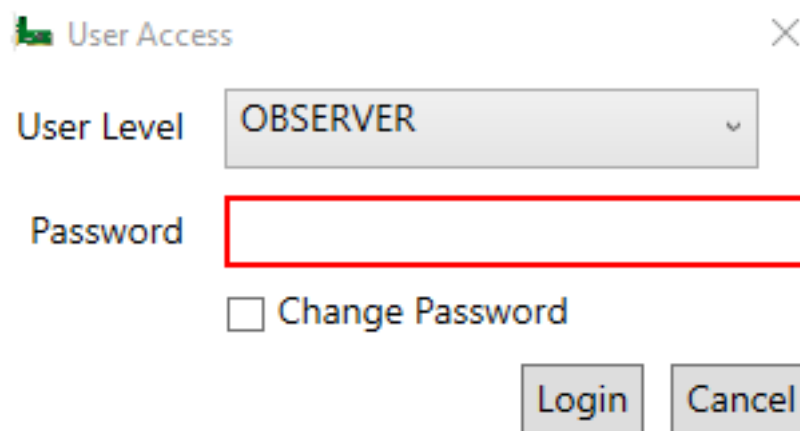 User Access
User Level OBSERVER
Password
Change Password
Login Cancel